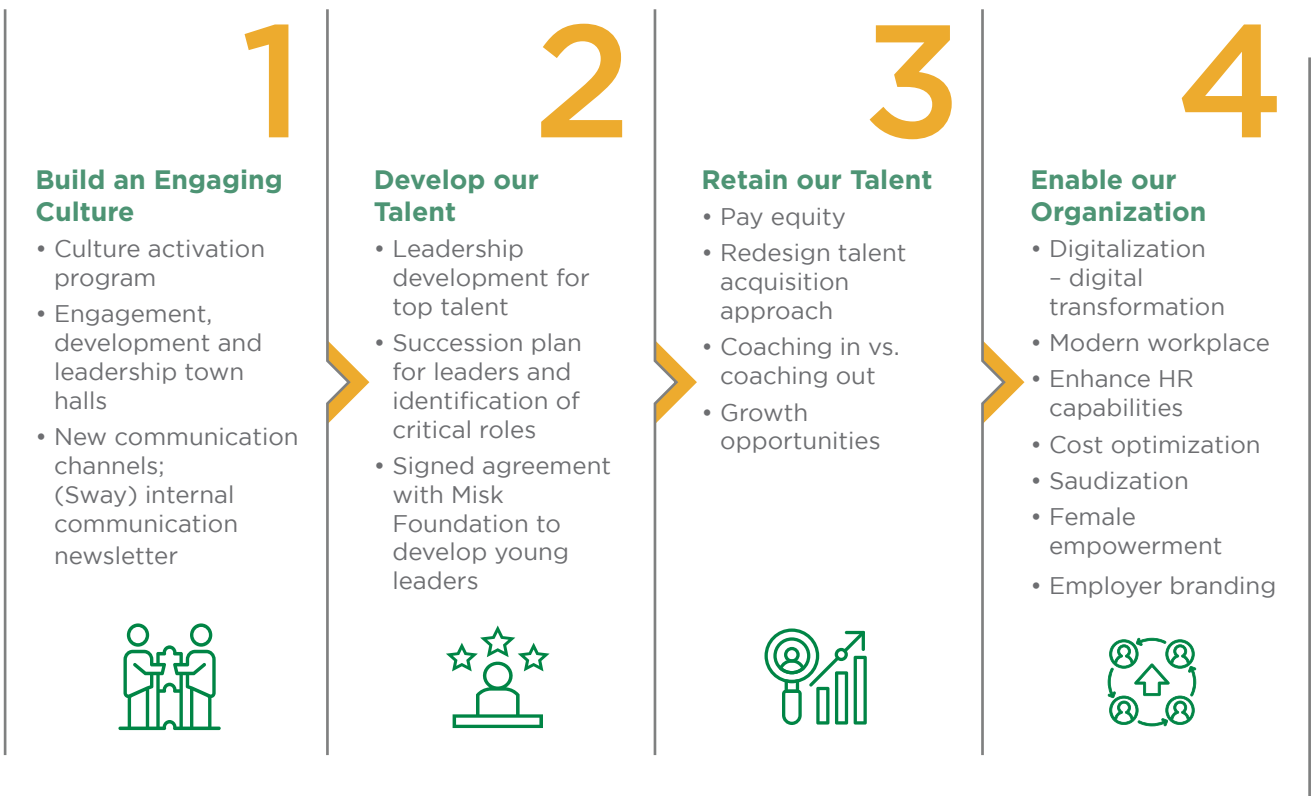 1
Build an Engaging
Culture
• Culture activation
program
• Engagement,
development and
leadership town
halls
• New communication
channels;
(Sway) internal
communication
newsletter
2
Develop our
Talent
• Leadership
development for
top talent
• Succession plan
for leaders and
identification of
critical roles
• Signed agreement
with Misk
Foundation to
develop young
leaders
3
Retain our Talent
• Pay equity
• Redesign talent
acquisition
approach
• Coaching in vs.
coaching out
• Growth
opportunities
4
Enable our
Organization
• Digitalization
– digital
transformation
• Modern workplace
• Enhance HR
capabilities
• Cost optimization
• Saudization
• Female
empowerment
• Employer branding